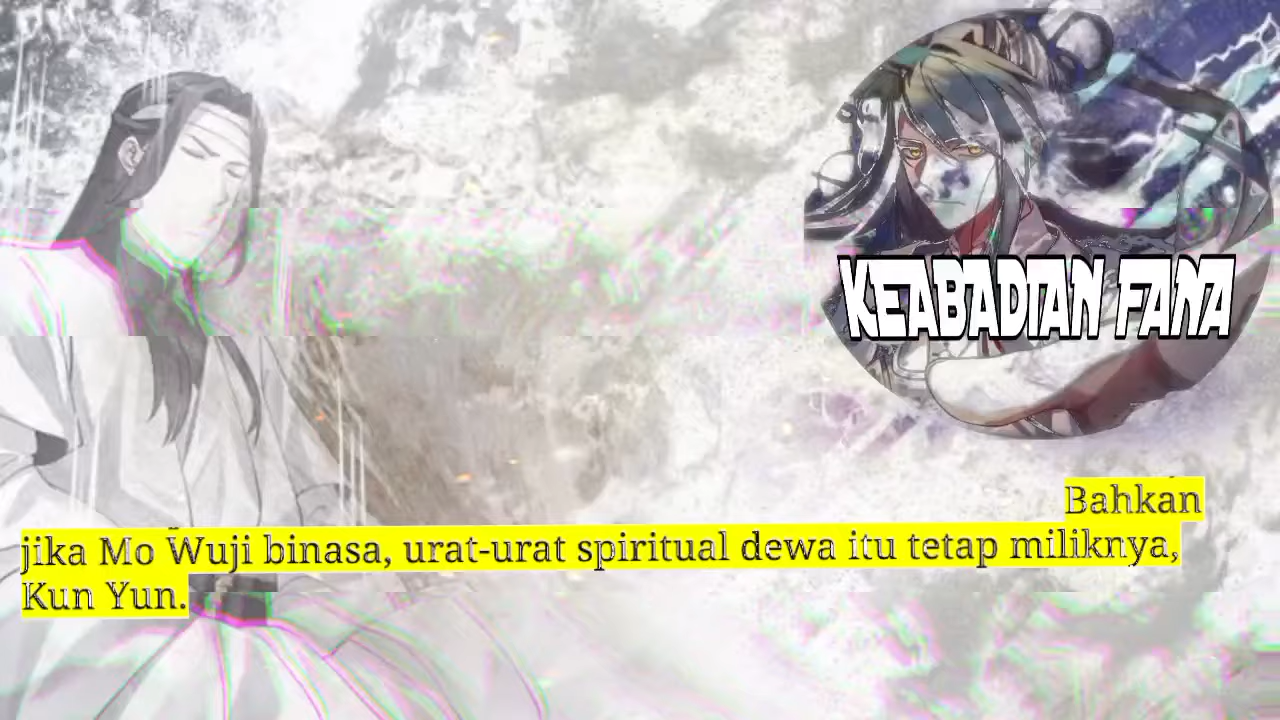 KEABADIAN FANA
Bahkan
jika Mo Wuji binasa, urat-urat spiritual dewa itu tetap miliknya,
Kun Yun.